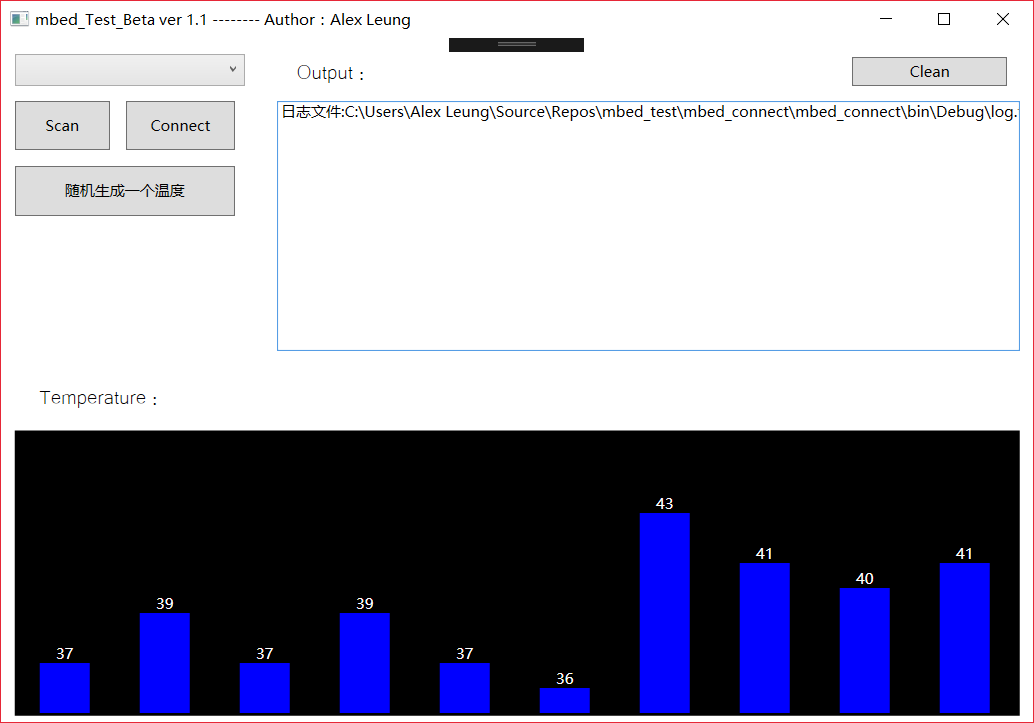 mbed_Test_Beta ver 1.1 -------- Author : Alex Leung
Output :
Clean
Scan
Connect
日志文件:C:\Users\Alex Leung\Source\Repos\mbed_test\mbed_connect\mbed_connect\bin\Debug\log.
随机生成一个温度
Temperature :
37
39
37
39
37
36
43
41
40
41